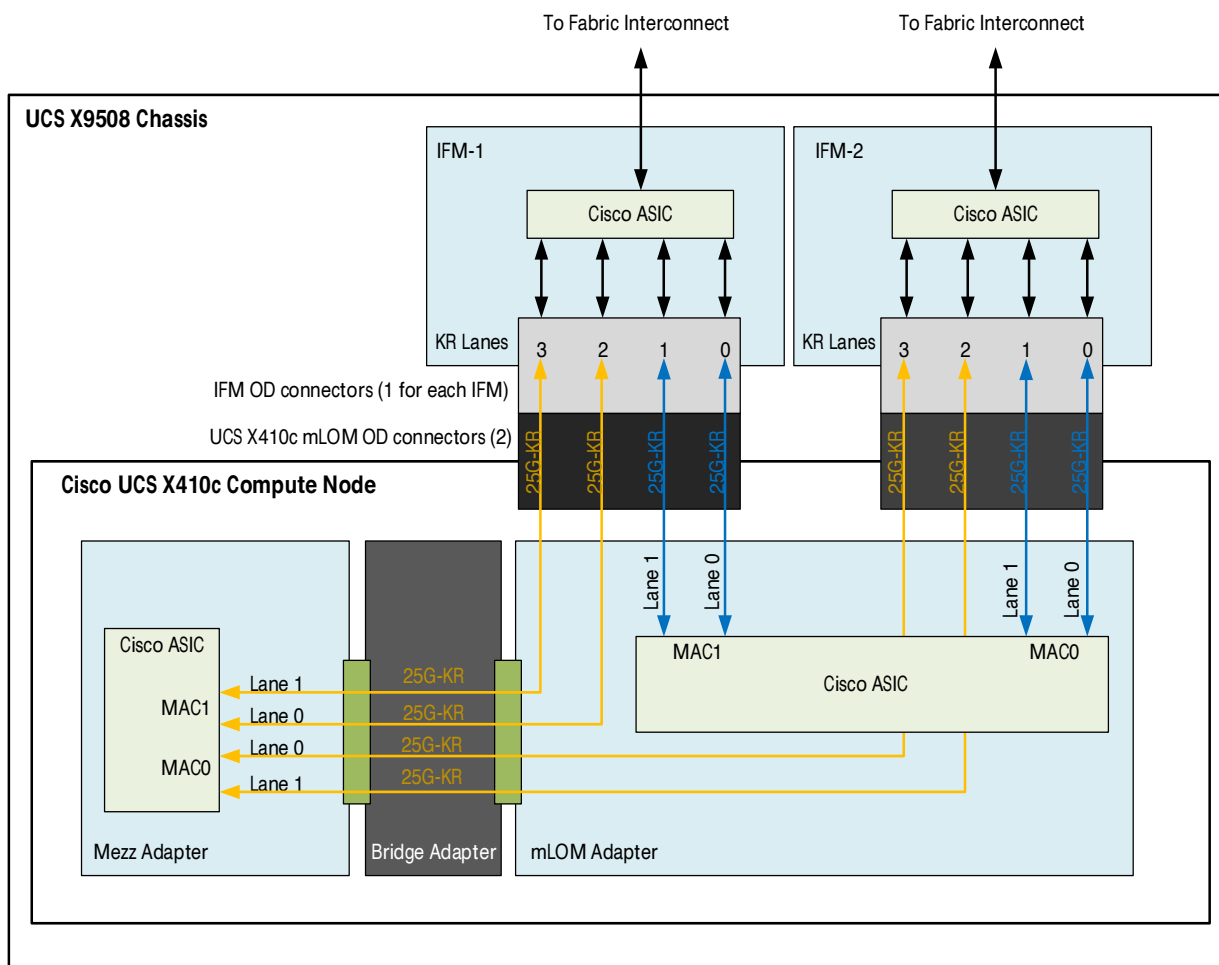 To Fabric Interconnect
To Fabric Interconnect
UCS X9508 Chassis
IFM-1
IFM-2
Cisco ASIC
Cisco ASIC
KR Lanes
3
2
1
0
KR Lanes
3
2
1
0
IFM OD connectors (1 for each IFM)
UCS X410c mLOM OD connectors (2)
25G-KR
25G-KR
25G-KR
25G-KR
25G-KR
25G-KR
25G-KR
25G-KR
Cisco UCS X410c Compute Node
Lane 1
Lane 0
Lane 1
Lane 0
Cisco ASIC
MAC1
MAC0
Lane 1
Lane 0
Lane 0
Lane 1
25G-KR
25G-KR
25G-KR
25G-KR
MAC1
MAC0
Cisco ASIC
Mezz Adapter
Bridge Adapter
mLOM Adapter